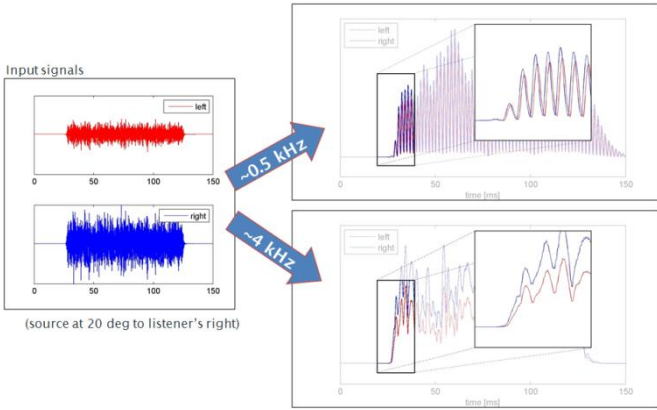 Input signals
left
0
50
100
150
right
0
50
100
150
(source at 20 deg to listener's right)
~0.5 kHz
~4 kHz
left
right
0
50
100
150
time [ms]
left
right
0
50
100
150
time [ms]